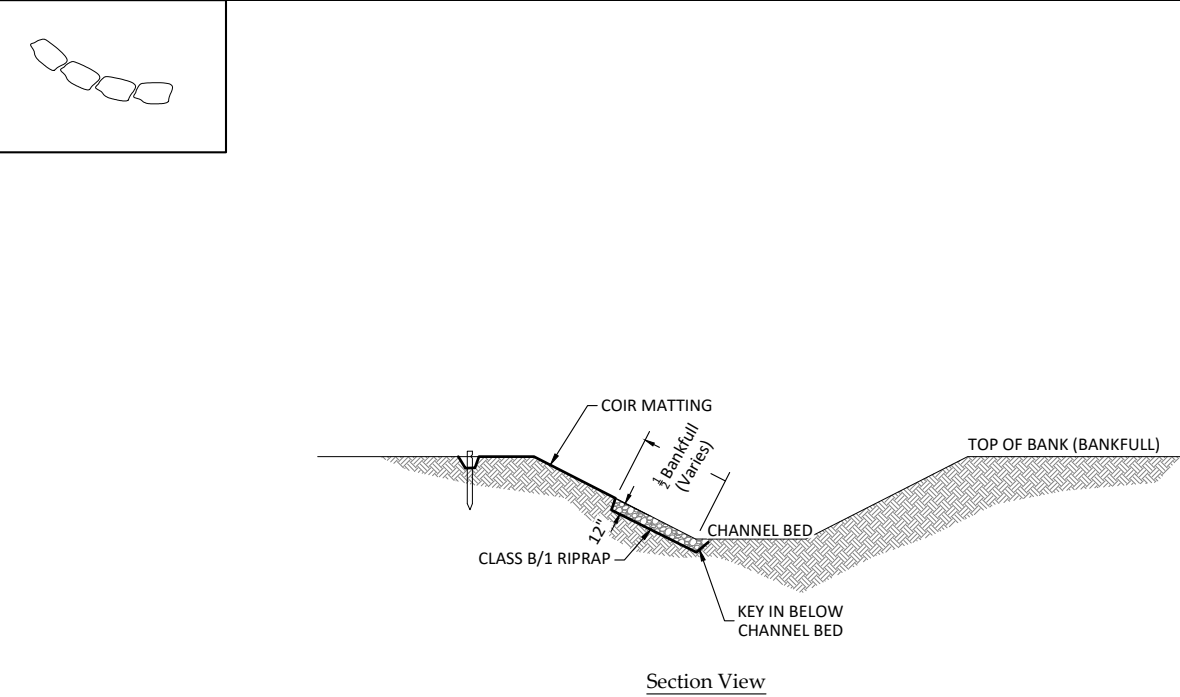 COIR MATTING
½ Bankfull
(Varies)
TOP OF BANK (BANKFULL)
12"
CHANNEL BED
CLASS B/1 RIPRAP
KEY IN BELOW
CHANNEL BED
Section View